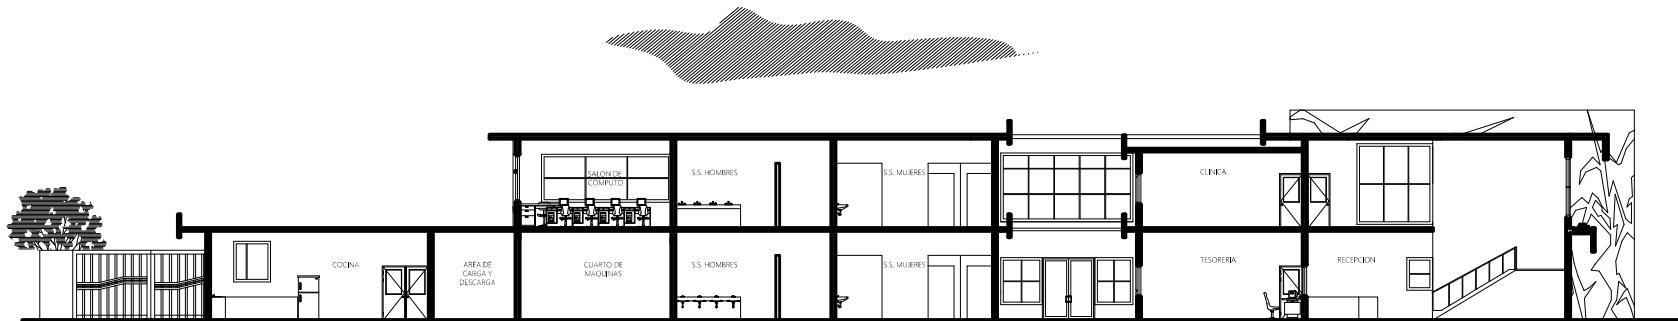 SALON DE
COMPUTO
S.S. HOMBRES
S.S. MUJERES
CLINICA
COCINA
AREA DE
CARGA Y
DESCARGA
CUARTO DE
MAQUINAS
S.S. HOMBRES
S.S. MUJERES
TESORERIA
RECEPCION